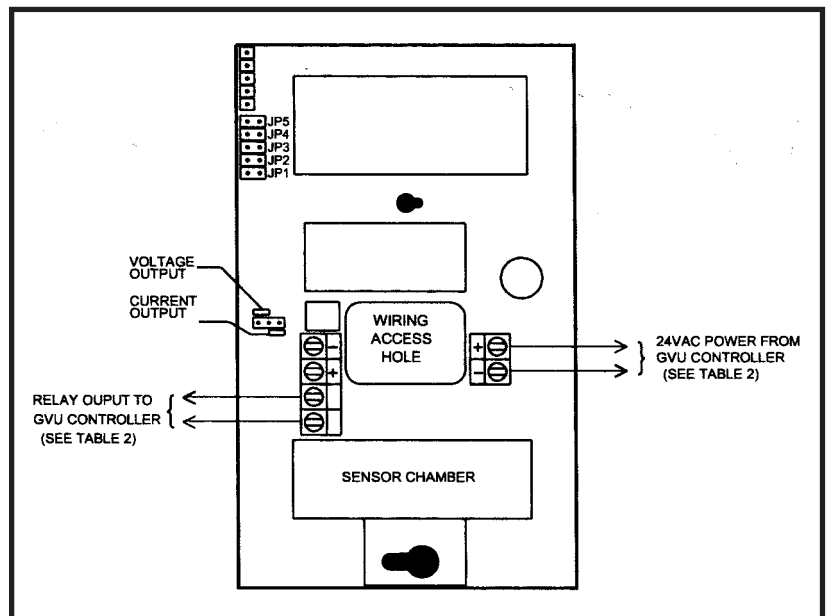 JP5
JP4
JP3
JP2
JP1
VOLTAGE
OUTPUT
CURRENT
OUTPUT
WIRING
ACCESS
HOLE
-
+
+
-
24VAC POWER FROM
GVU CONTROLLER
(SEE TABLE 2)
RELAY OUPUT TO
GVU CONTROLLER
(SEE TABLE 2)
SENSOR CHAMBER